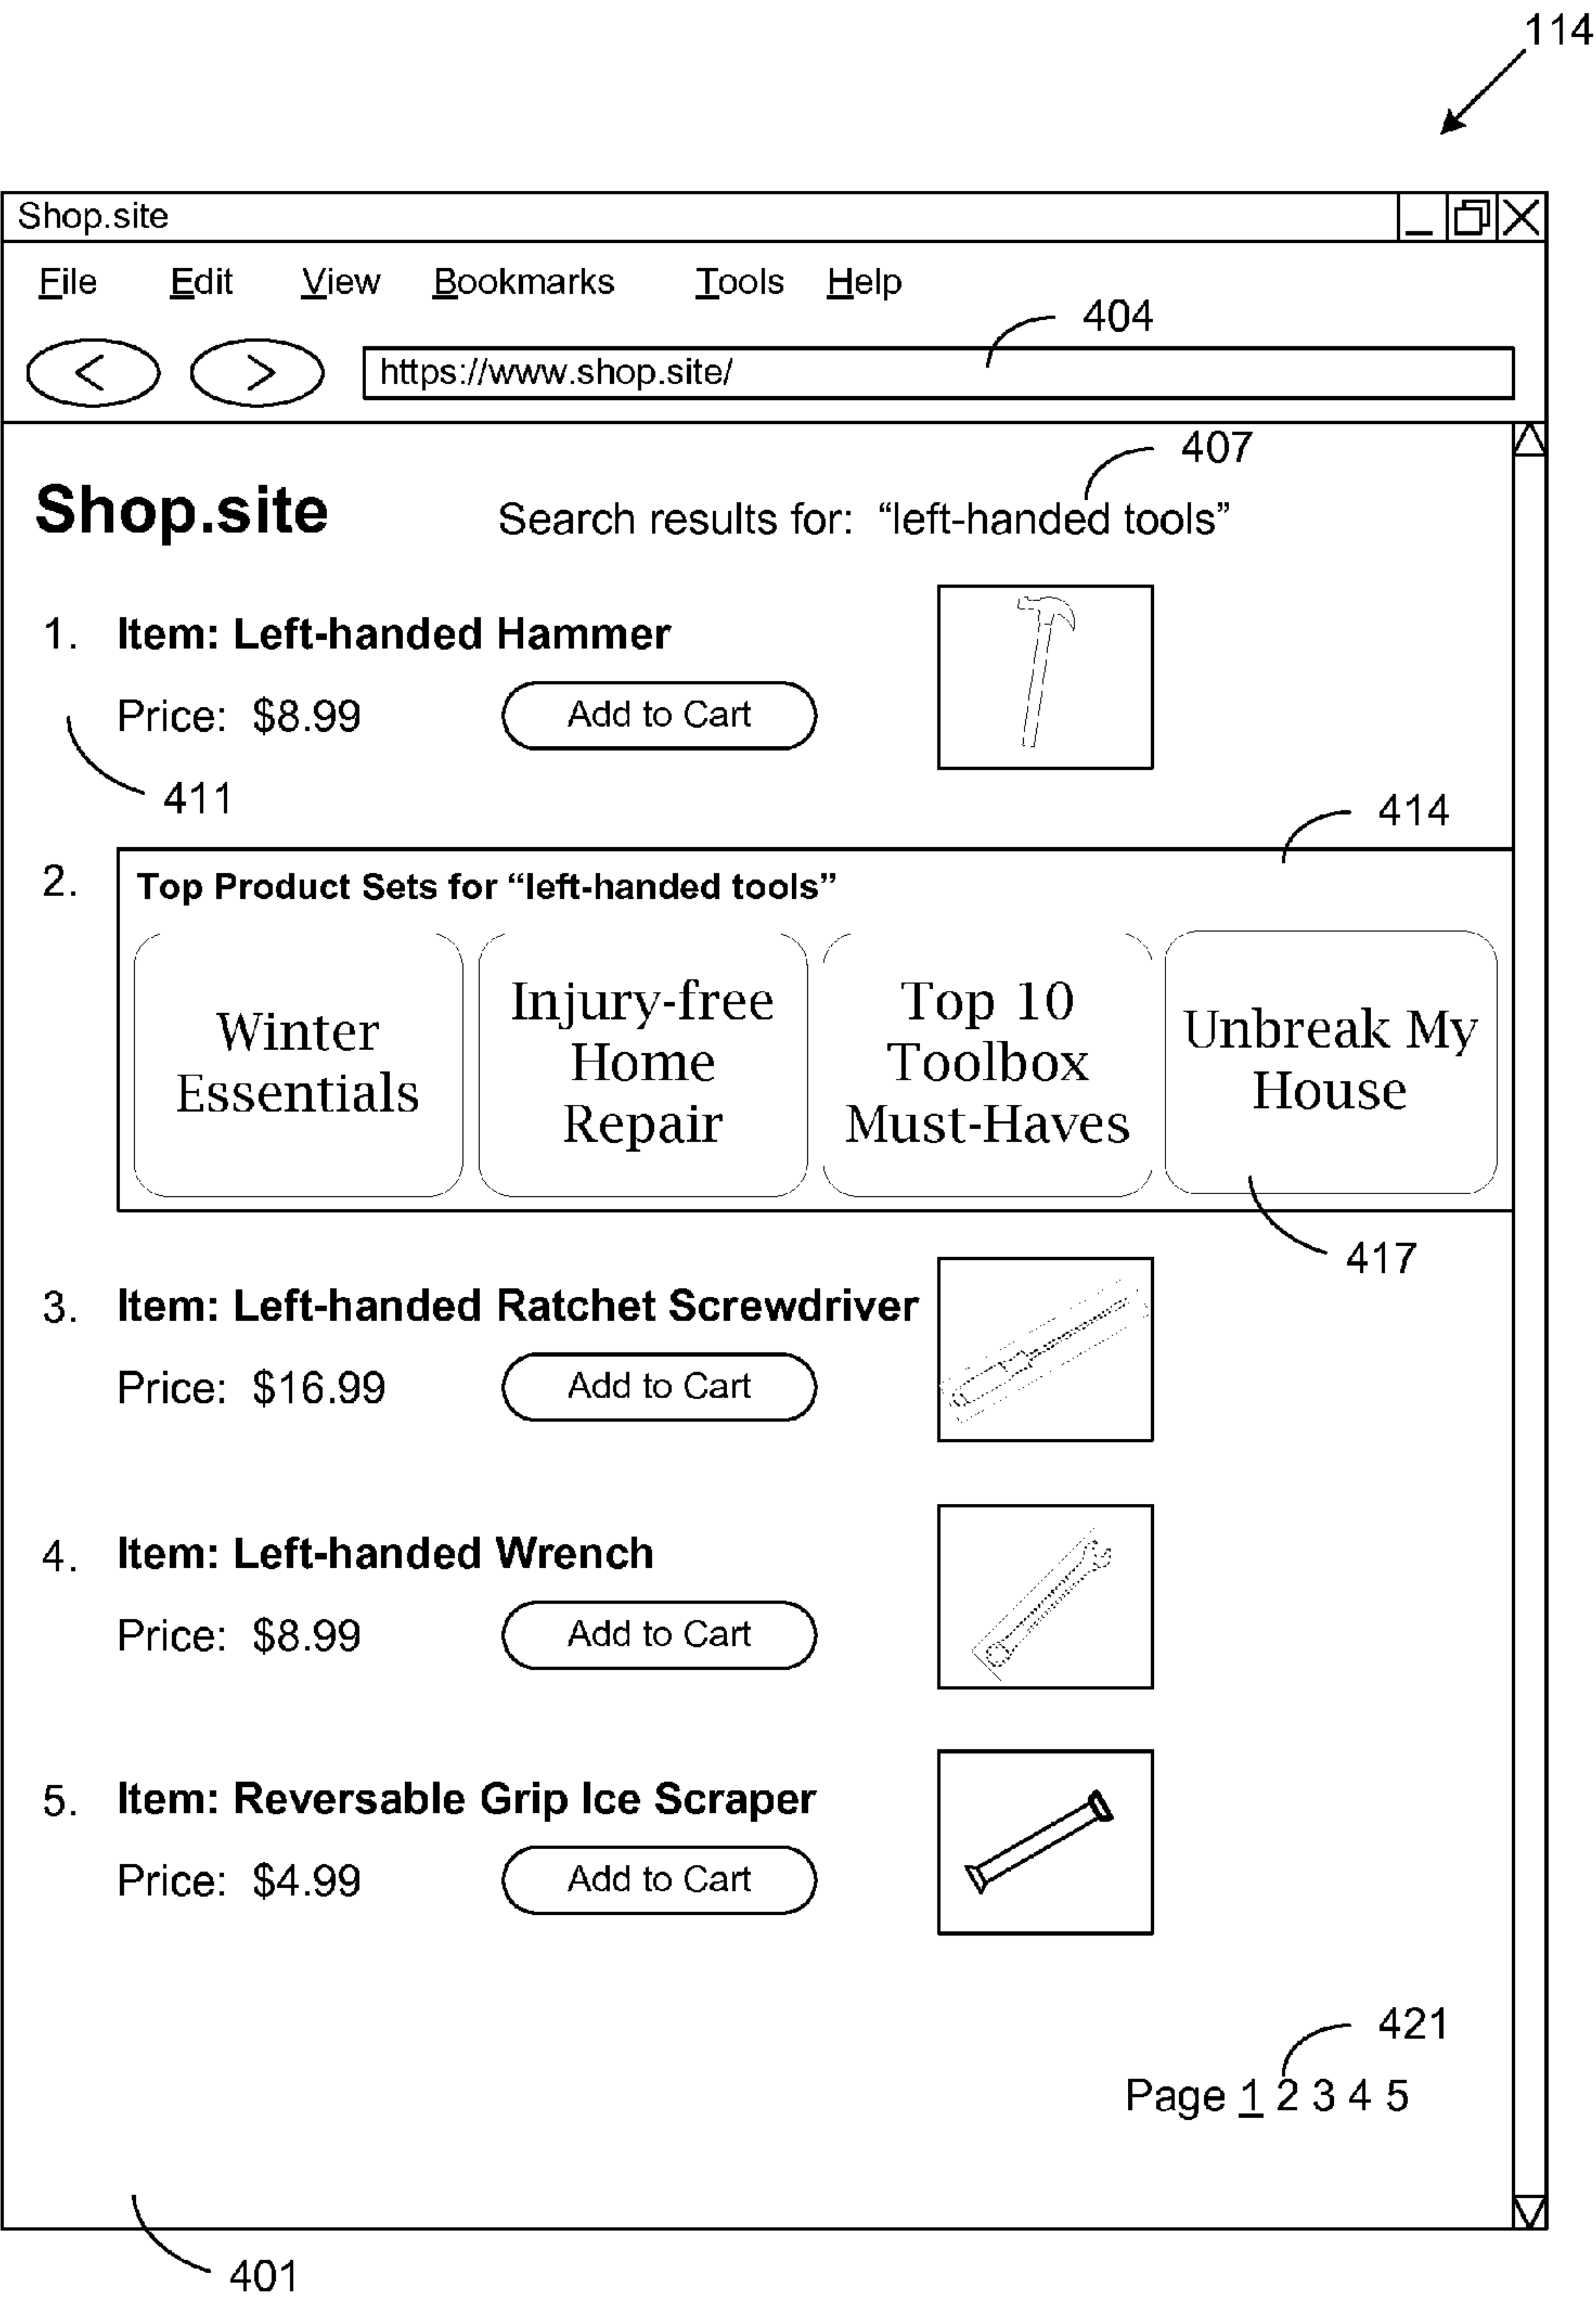 114
Shop.site
File Edit View Bookmarks Tools Help
404
< > https://www.shop.site/
407
Shop.site Search results for: “left-handed tools”
1. Item: Left-handed Hammer
Price: $8.99 Add to Cart
411
414
2. Top Product Sets for “left-handed tools”
Winter
Essentials
Injury-free
Home
Repair
Top 10
Toolbox
Must-Haves
Unbreak My
House
417
3. Item: Left-handed Ratchet Screwdriver
Price: $16.99 Add to Cart
4. Item: Left-handed Wrench
Price: $8.99 Add to Cart
5. Item: Reversable Grip Ice Scraper
Price: $4.99 Add to Cart
421
Page 1 2 3 4 5
401